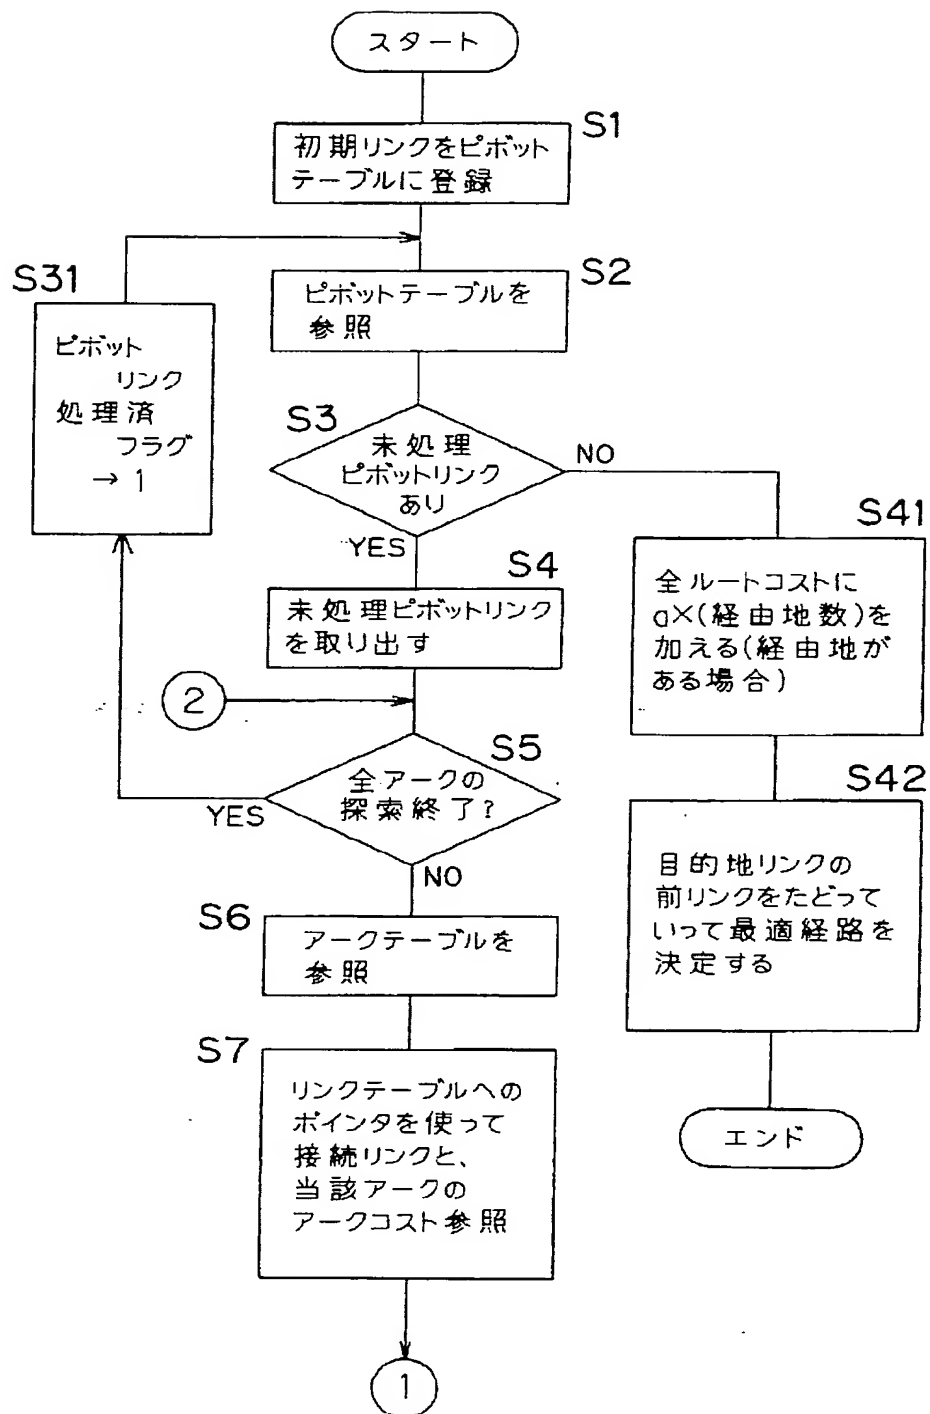 スタート
S1
初期リンクをピボット
テーブルに登録
S31
ピボット
リンク
処理済
フラグ
→ 1
S2
ピボットテーブルを
参照
S3
未処理
ピボットリンク
あり
NO
YES
S4
未処理ピボットリンク
を取り出す
2
S5
全アークの
探索終了?
YES
NO
S6
アークテーブルを
参照
S7
リンクテーブルへの
ポインタを使って
接続リンクと、
当該アークの
アークコスト参照
1
S41
全ルートコストに
a×(経由地数)を
加える(経由地が
ある場合)
S42
目的地リンクの
前リンクをたどって
いって最適経路を
決定する
エンド